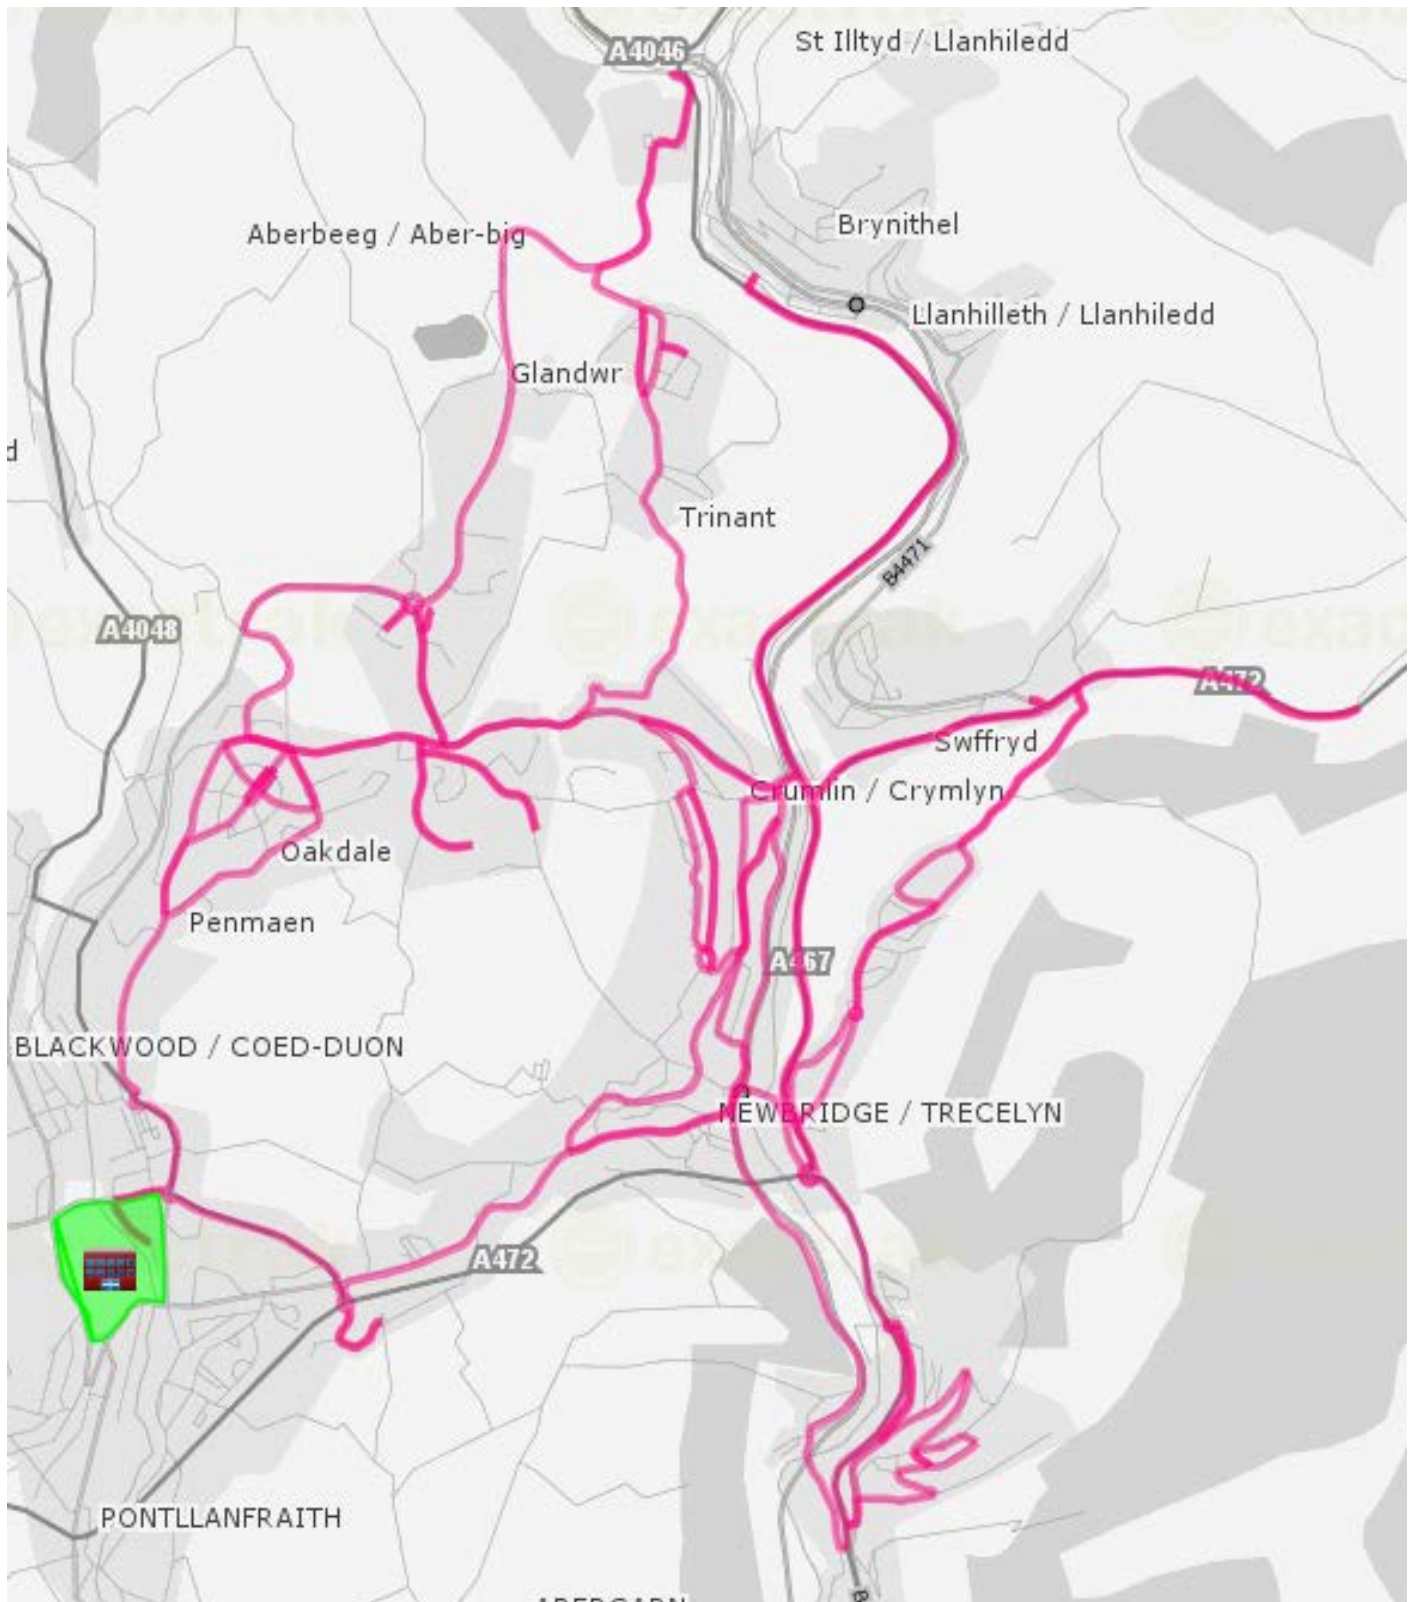 A4046
St Illtyd / Llanhiledd
Brynithel
Aberbeeg / Aber-big
Llanhilleth / Llanhiledd
Glandwr
d
Trinant
B4471
A4048
exactrak
A472
Swffryd
Crumlin / Crymlyn
Oakdale
Penmaen
A467
BLACKWOOD / COED-DUON
NEWBRIDGE / TRECELYN
A472
PONTLLANFRAITH